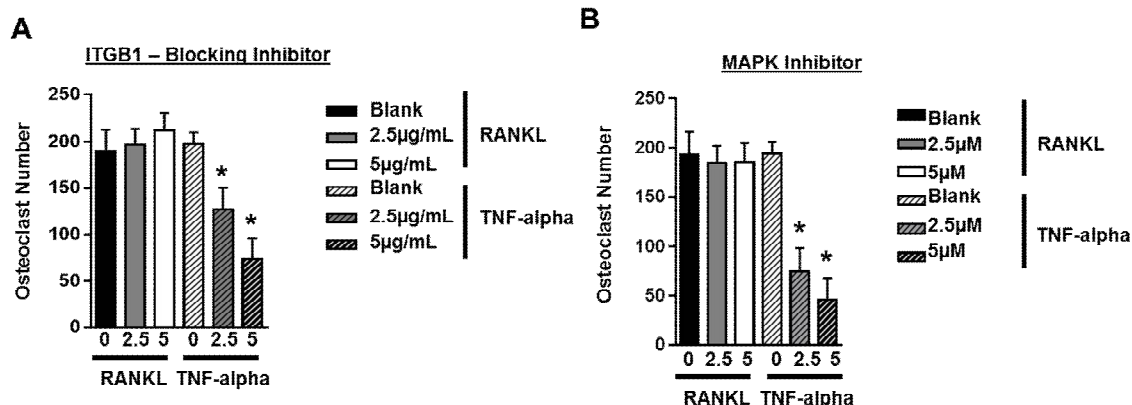 A
ITGB1 – Blocking Inhibitor
Osteoclast Number
250
200
150
100
50
0
* *
0 2.5 5 0 2.5 5
RANKL TNF-alpha
Blank
2.5µg/mL
5µg/mL
RANKL
Blank
2.5µg/mL
5µg/mL
TNF-alpha
B
MAPK Inhibitor
Osteoclast Number
250
200
150
100
50
0
* *
0 2.5 5 0 2.5 5
RANKL TNF-alpha
Blank
2.5µM
5µM
RANKL
Blank
2.5µM
5µM
TNF-alpha